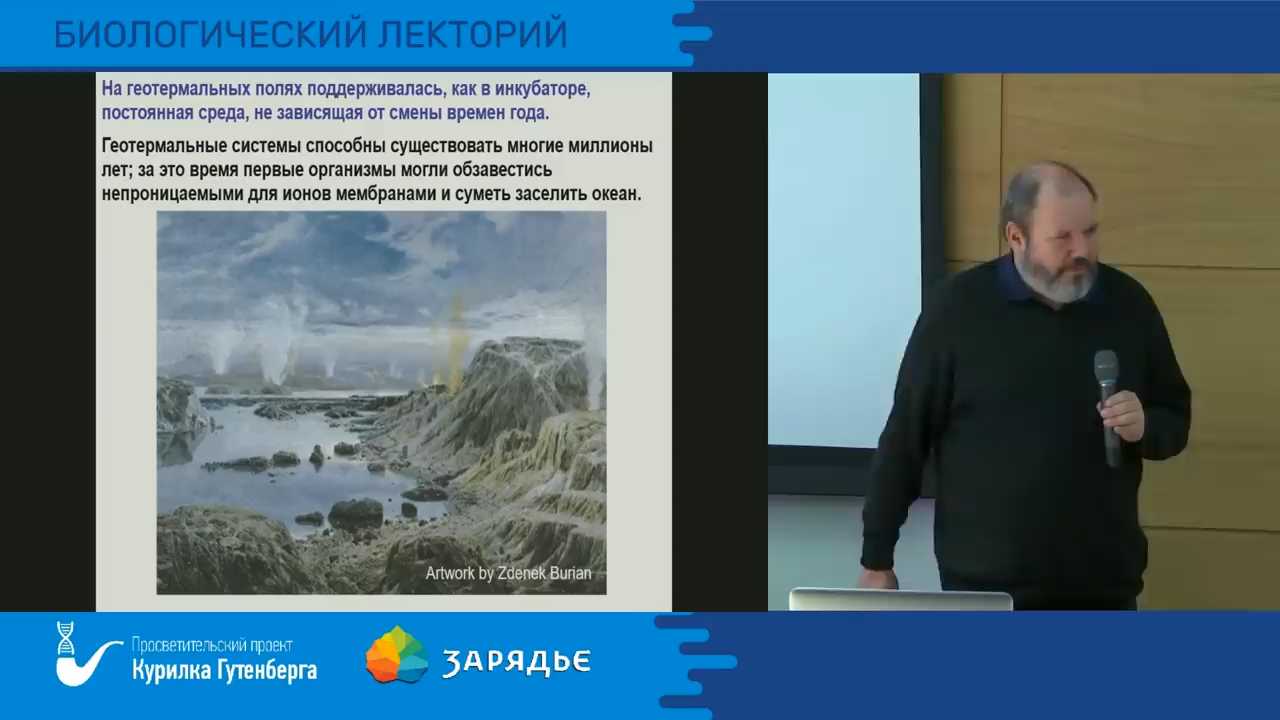 БИОЛОГИЧЕСКИЙ ЛЕКТОРИЙ
На геотермальных полях поддерживалась, как в инкубаторе,
постоянная среда, не зависящая от смены времен года.
Геотермальные системы способны существовать многие миллионы
лет; за это время первые организмы могли обзавестись
непроницаемыми для ионов мембранами и суметь заселить океан.
Artwork by Zdenek Burian
Просветительский проект
Курилка Гутенберга
ЗАРЯДЬЕ